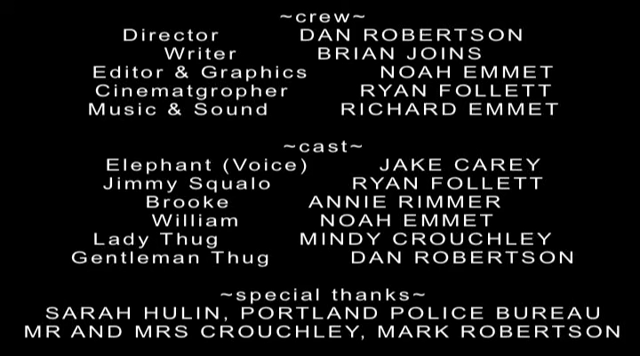 ~crew~
Director DAN ROBERTSON
Writer BRIAN JOINS
Editor & Graphics NOAH EMMET
Cinematgropher RYAN FOLLETT
Music & Sound RICHARD EMMET
~cast~
Elephant (Voice) JAKE CAREY
Jimmy Squalo RYAN FOLLETT
Brooke ANNIE RIMMER
William NOAH EMMET
Lady Thug MINDY CROUCHLEY
Gentleman Thug DAN ROBERTSON
~special thanks~
SARAH HULIN, PORTLAND POLICE BUREAU
MR AND MRS CROUCHLEY, MARK ROBERTSON